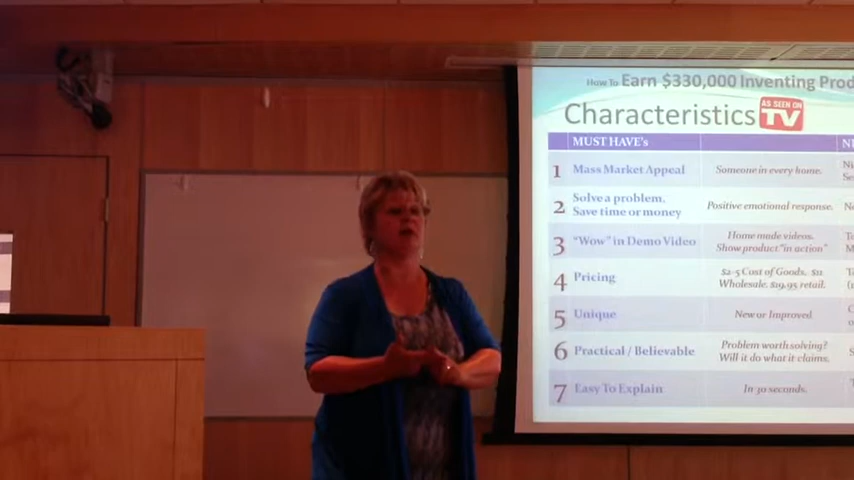 How To Earn $330,000 Inventing
Characteristics AS SEEN ON TV
MUST HAVE's
1 Mass Market Appeal Someone in every home.
2 Solve a problem, Save time or money Positive emotional response.
3 "Wow" in Demo Video Home made videos. Show product "in action"
4 Pricing $2-5 Cost of Goods. $11 Wholesale. $19.95 retail.
5 Unique New or Improved.
6 Practical / Believable Problem worth solving? Will it do what it claims.
7 Easy To Explain In 30 seconds.